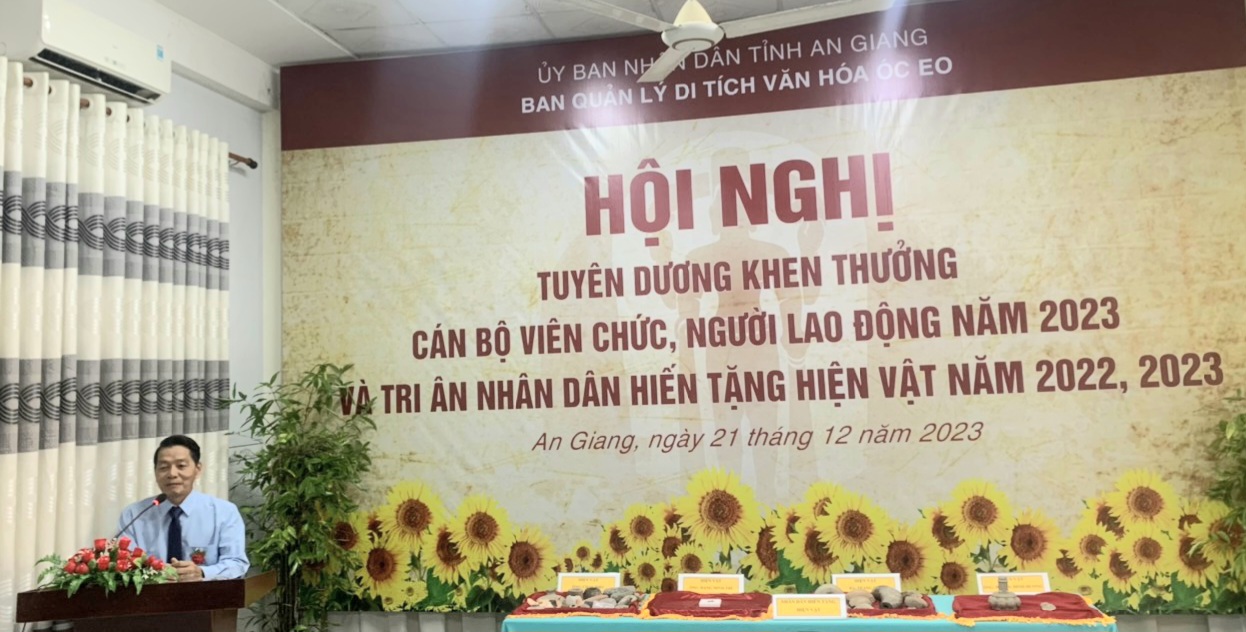 ỦY BAN NHÂN DÂN TỈNH AN GIANG
BAN QUẢN LÝ DI TÍCH VĂN HÓA ÓC EO
HỘI NGHỊ
TUYÊN DƯƠNG KHEN THƯỞNG
CÁN BỘ VIÊN CHỨC, NGƯỜI LAO ĐỘNG NĂM 2023
VÀ TRI ÂN NHÂN DÂN HIẾN TẶNG HIỆN VẬT NĂM 2022, 2023
An Giang, ngày 21 tháng 12 năm 2023